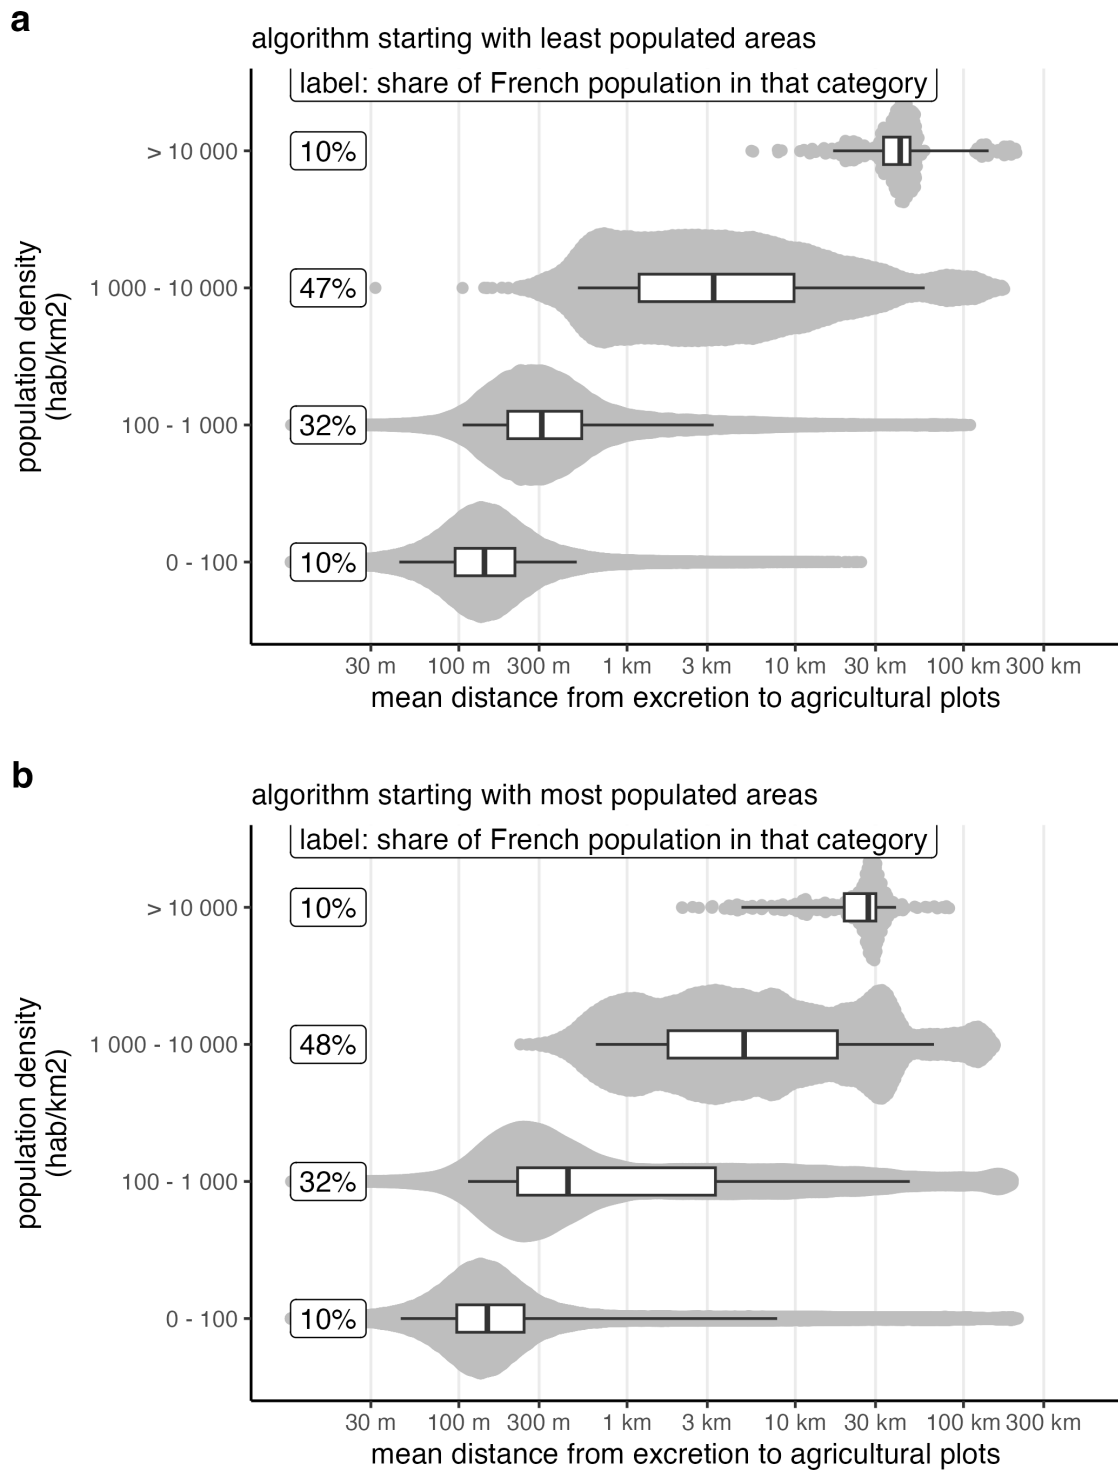 a
algorithm starting with least populated areas
label: share of French population in that category
> 10 000
10%
1 000 - 10 000
47%
100 - 1 000
32%
0 - 100
10%
population density
(hab/km2)
30 m 100 m 300 m 1 km 3 km 10 km 30 km 100 km 300 km
mean distance from excretion to agricultural plots
b
algorithm starting with most populated areas
label: share of French population in that category
> 10 000
10%
1 000 - 10 000
48%
100 - 1 000
32%
0 - 100
10%
population density
(hab/km2)
30 m 100 m 300 m 1 km 3 km 10 km 30 km 100 km 300 km
mean distance from excretion to agricultural plots